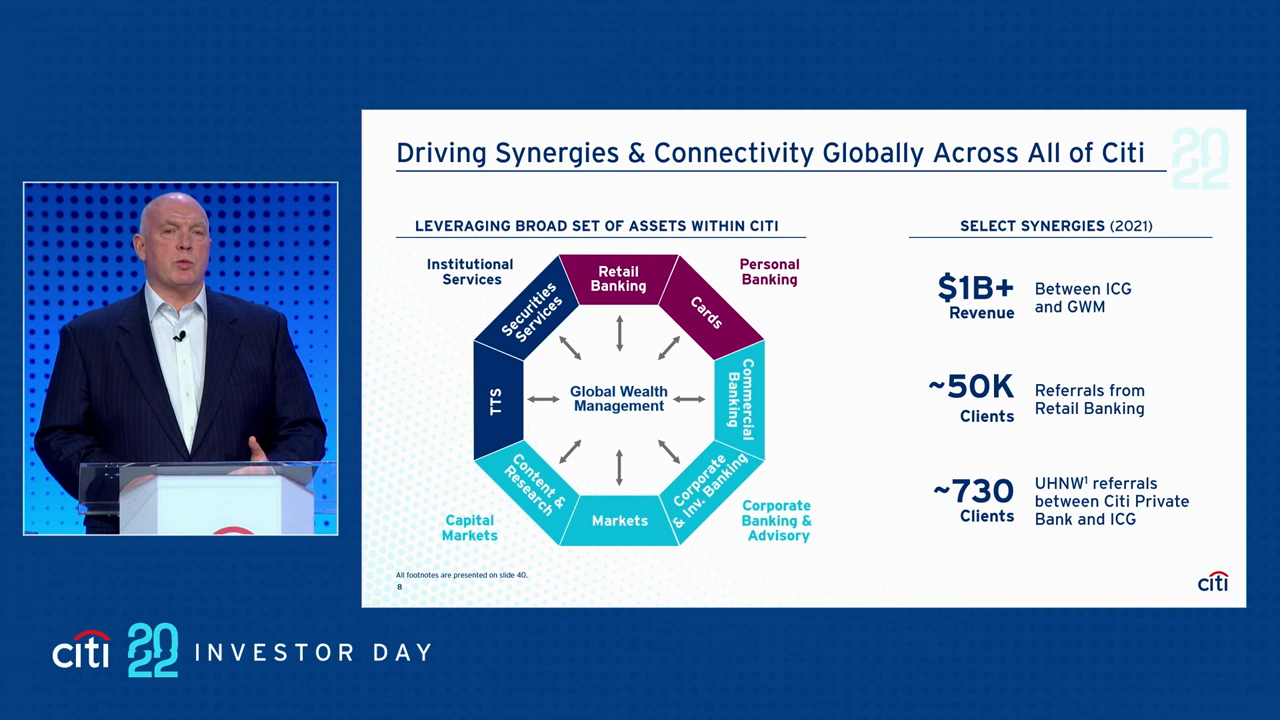 Driving Synergies & Connectivity Globally Across All of Citi
2022
LEVERAGING BROAD SET OF ASSETS WITHIN CITI
Institutional
Services
Personal
Banking
Retail
Banking
Securities
Services
Cards
TTS
Global Wealth
Management
Commercial
Banking
Content &
Research
Markets
Corporate
& Inv. Banking
Capital
Markets
Corporate
Banking &
Advisory
SELECT SYNERGIES (2021)
$1B+
Revenue
Between ICG
and GWM
~50K
Clients
Referrals from
Retail Banking
~730
Clients
UHNW¹ referrals
between Citi Private
Bank and ICG
All footnotes are presented on slide 40.
8
citi
citi 2022 INVESTOR DAY